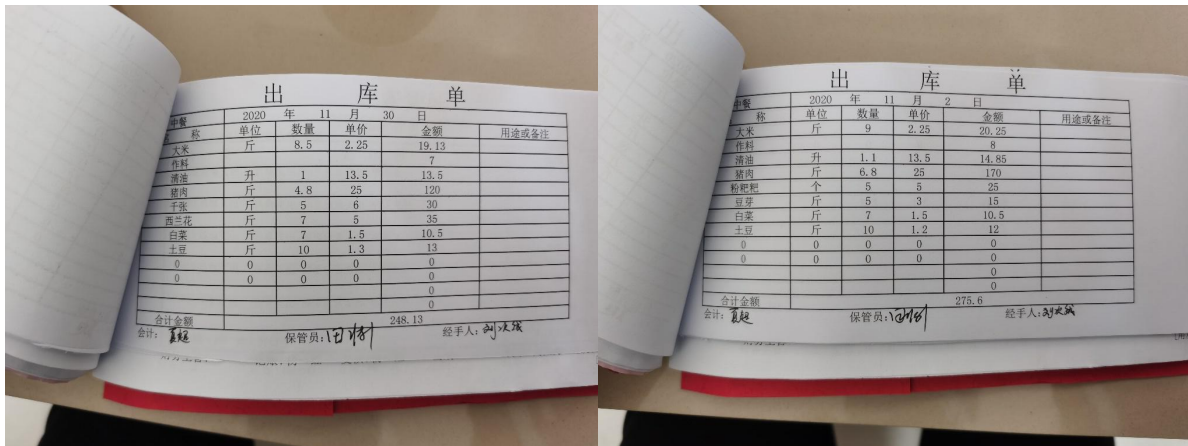 出 库 单
中餐 2020 年 11 月 30 日
称 单位 数量 单价 金额 用途或备注
大米 斤 8.5 2.25 19.13
作料 7
清油 升 1 13.5 13.5
猪肉 斤 4.8 25 120
千张 斤 5 6 30
西兰花 斤 7 5 35
白菜 斤 7 1.5 10.5
土豆 斤 10 1.3 13
0 0 0 0 0
0 0 0 0 0
0
0
合计金额 248.13
会计: 保管员: 经手人:
出 库 单
中餐 2020 年 11 月 2 日
称 单位 数量 单价 金额 用途或备注
大米 斤 9 2.25 20.25
作料 8
清油 升 1.1 13.5 14.85
猪肉 斤 6.8 25 170
粉粑粑 个 5 5 25
豆芽 斤 5 3 15
白菜 斤 7 1.5 10.5
土豆 斤 10 1.2 12
0 0 0 0 0
0 0 0 0 0
0
0
合计金额 275.6
会计: 保管员: 经手人: